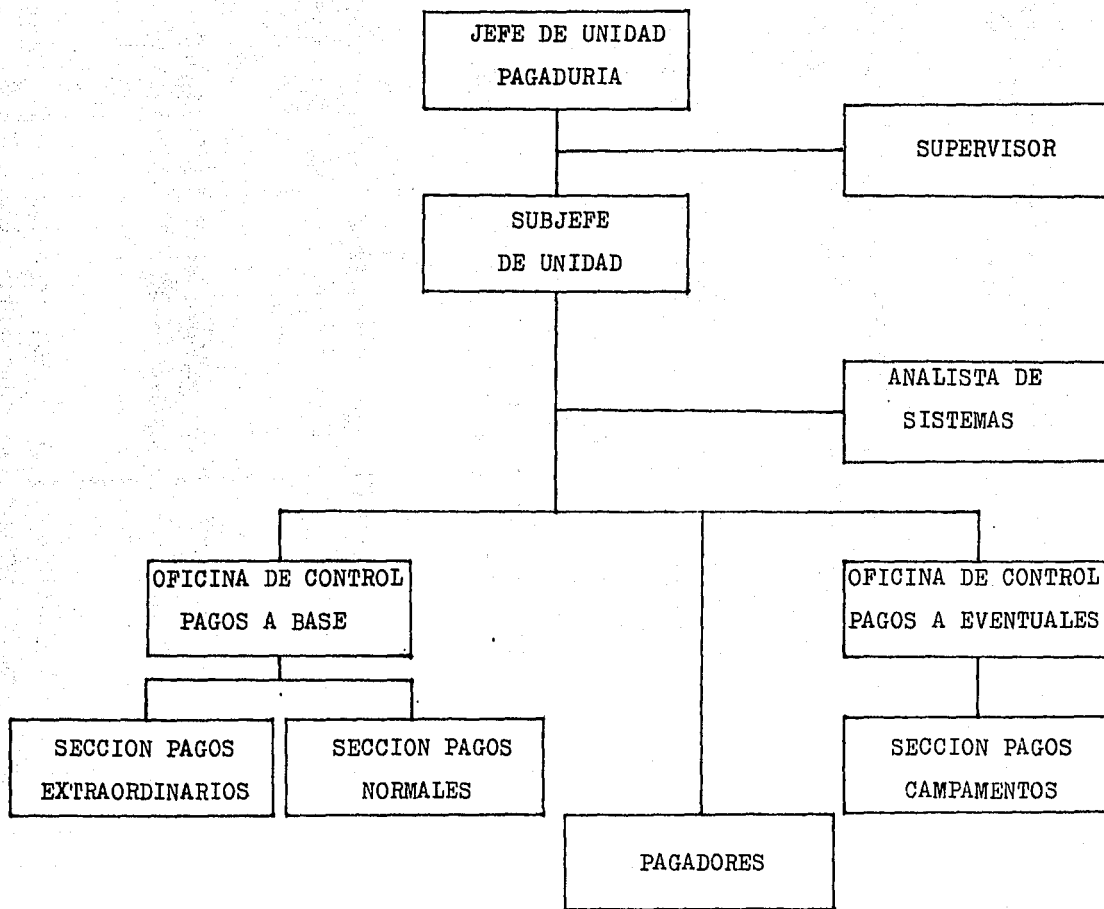 JEFE DE UNIDAD
PAGADURIA
SUPERVISOR
SUBJEFE
DE UNIDAD
ANALISTA DE
SISTEMAS
OFICINA DE CONTROL
PAGOS A BASE
OFICINA DE CONTROL
PAGOS A EVENTUALES
SECCION PAGOS
EXTRAORDINARIOS
SECCION PAGOS
NORMALES
SECCION PAGOS
CAMPAMENTOS
PAGADORES